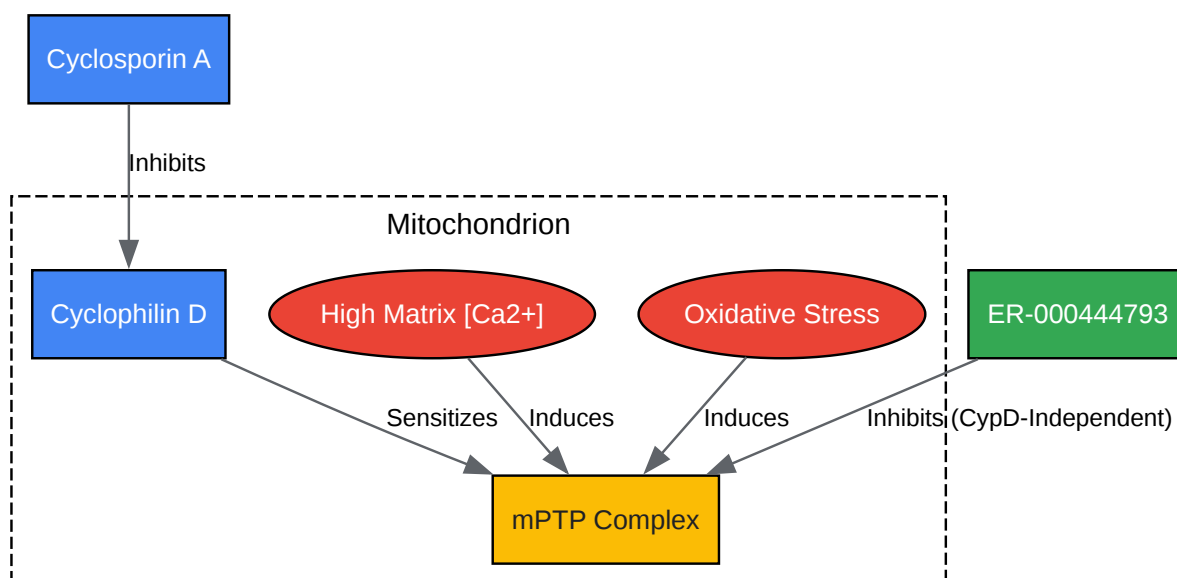 Cyclosporin A
Inhibits
Mitochondrion
Cyclophilin D
High Matrix [Ca2+]
Oxidative Stress
ER-000444793
Sensitizes
Induces
Induces
Inhibits (CypD-Independent)
mPTP Complex